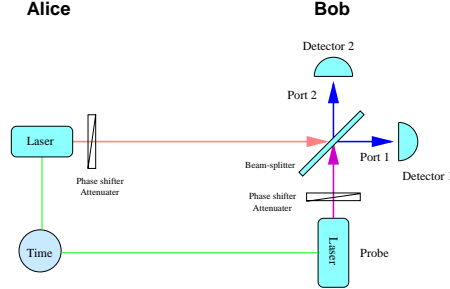 Alice
Bob
Detector 2
Port 2
Laser
Beam-splitter
Port 1
Detector 1
Phase shifter
Attenuater
Phase shifter
Attenuater
Time
Laser
Probe